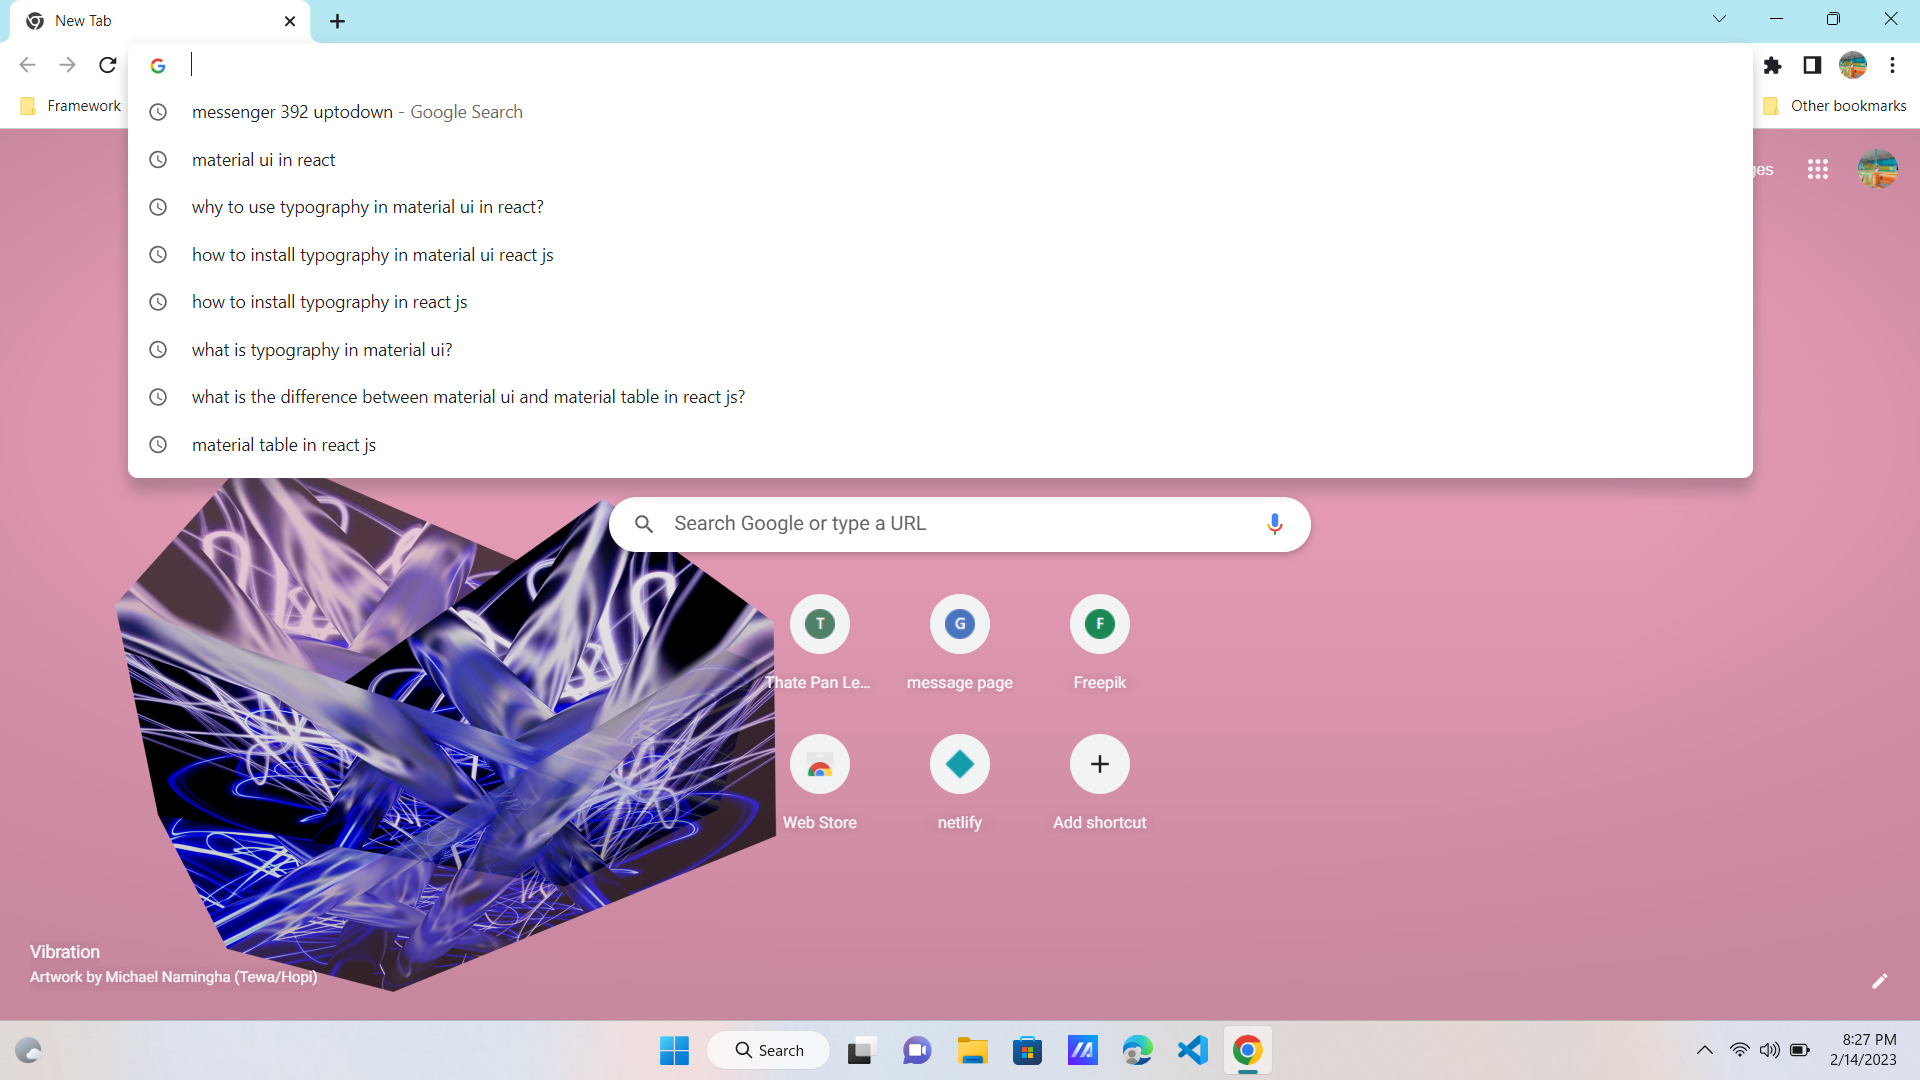 New Tab
Framework
Other bookmarks
messenger 392 uptodown - Google Search
material ui in react
why to use typography in material ui in react?
how to install typography in material ui react js
how to install typography in react js
what is typography in material ui?
what is the difference between material ui and material table in react js?
material table in react js
Search Google or type a URL
T
G
F
Thate Pan Le...
message page
Freepik
Web Store
netlify
Add shortcut
Vibration
Artwork by Michael Namingha (Tewa/Hopi)
Search
8:27 PM
2/14/2023